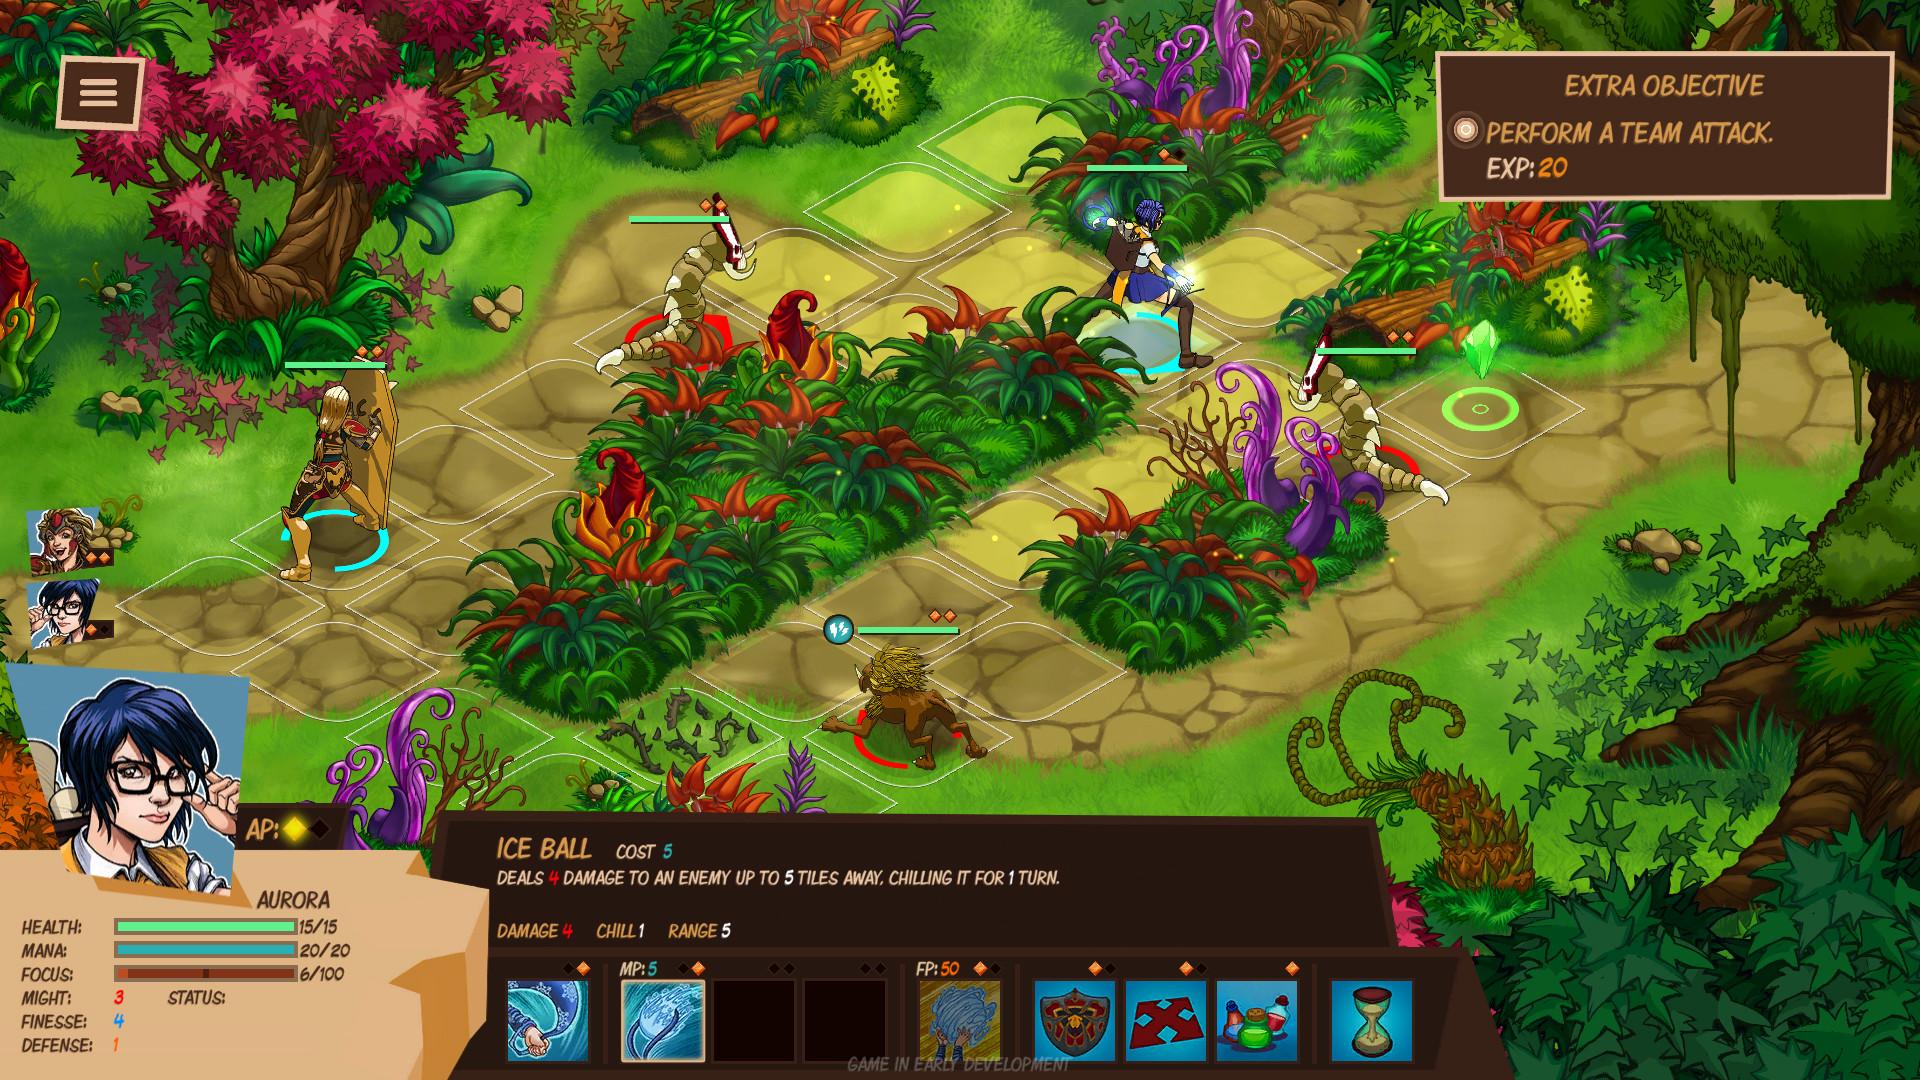 EXTRA OBJECTIVE
PERFORM A TEAM ATTACK.
EXP: 20
AP:
ICE BALL COST 5
DEALS 4 DAMAGE TO AN ENEMY UP TO 5 TILES AWAY, CHILLING IT FOR 1 TURN.
DAMAGE 4 CHILL 1 RANGE 5
AURORA
HEALTH: 15/15
MANA: 20/20
FOCUS: 6/100
MIGHT: 3 STATUS:
FINESSE: 4
DEFENSE: 1
MP: 5
FP: 50
GAME IN EARLY DEVELOPMENT